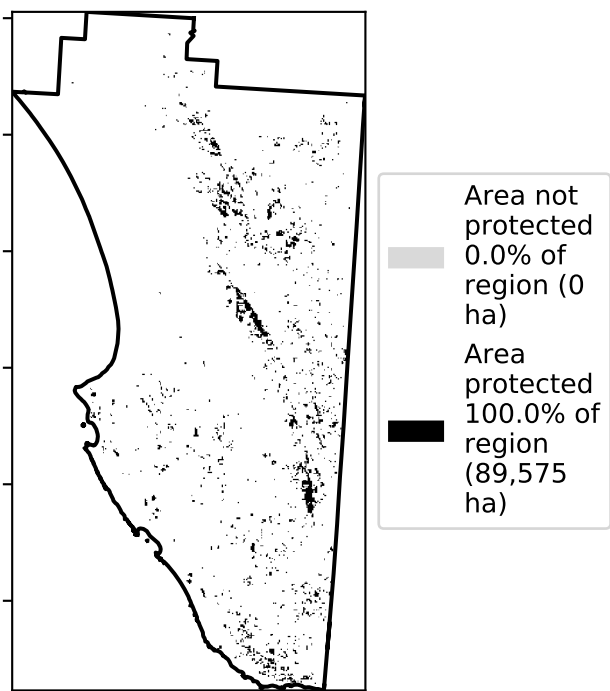 Area not
protected
0.0% of
region (0
ha)
Area
protected
100.0% of
region
(89,575
ha)